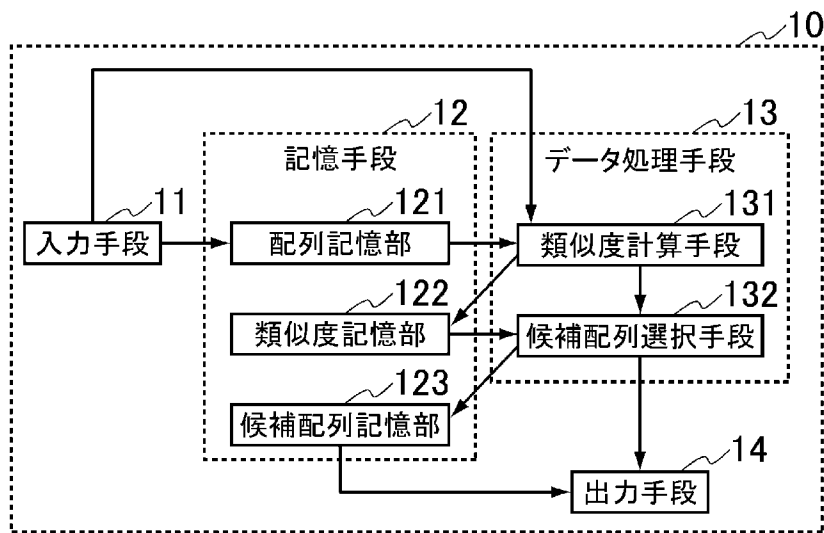 10
12
13
記憶手段
データ処理手段
11
121
131
入力手段
配列記憶部
類似度計算手段
122
132
類似度記憶部
候補配列選択手段
123
候補配列記憶部
14
出力手段